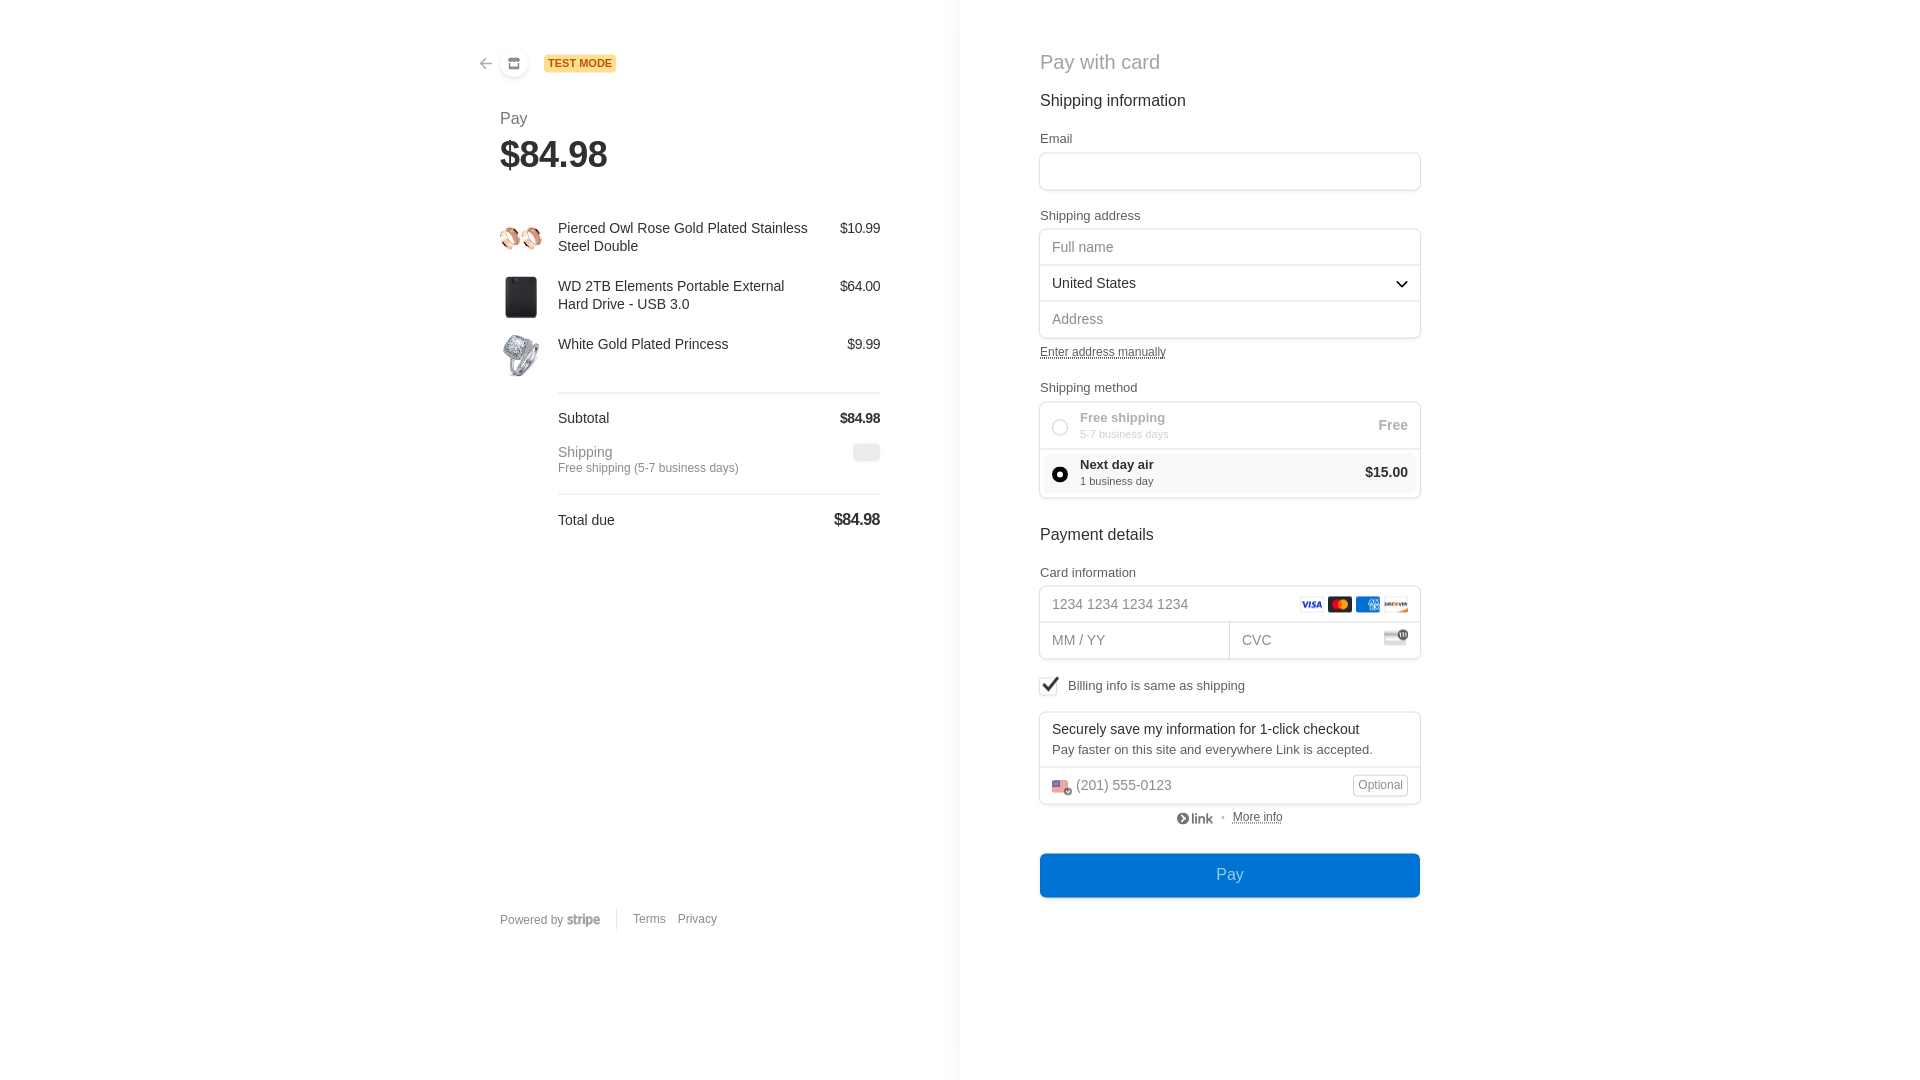 TEST MODE
Pay
$84.98
Pierced Owl Rose Gold Plated Stainless
Steel Double
$10.99
WD 2TB Elements Portable External
Hard Drive - USB 3.0
$64.00
White Gold Plated Princess
$9.99
Subtotal
$84.98
Shipping
Free shipping (5-7 business days)
Total due
$84.98
Powered by stripe
Terms
Privacy
Pay with card
Shipping information
Email
Shipping address
Full name
United States
Address
Enter address manually
Shipping method
Free shipping
5-7 business days
Free
Next day air
1 business day
$15.00
Payment details
Card information
1234 1234 1234 1234
VISA
AMEX
DISCOVER
MM / YY
CVC
Billing info is same as shipping
Securely save my information for 1-click checkout
Pay faster on this site and everywhere Link is accepted.
(201) 555-0123
Optional
link • More info
Pay